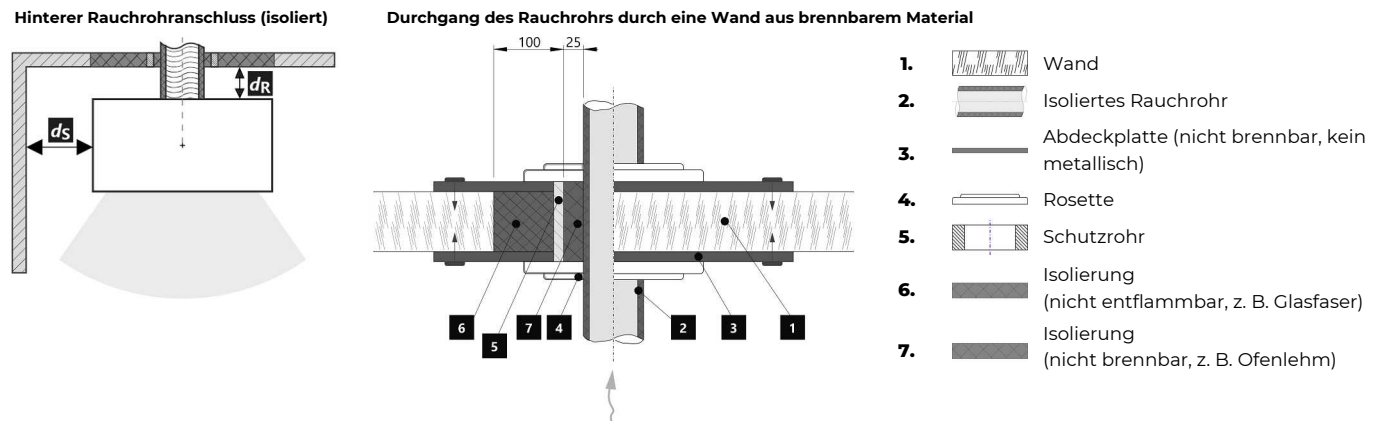 Hinterer Rauchrohranschluss (isoliert)
dR
dS
Durchgang des Rauchrohrs durch eine Wand aus brennbarem Material
100 25
6
5
7
4
2
3
1
1. Wand
2. Isoliertes Rauchrohr
3. Abdeckplatte (nicht brennbar, kein
metallisch)
4. Rosette
5. Schutzrohr
6. Isolierung
(nicht entflammbar, z. B. Glasfaser)
7. Isolierung
(nicht brennbar, z. B. Ofenlehm)